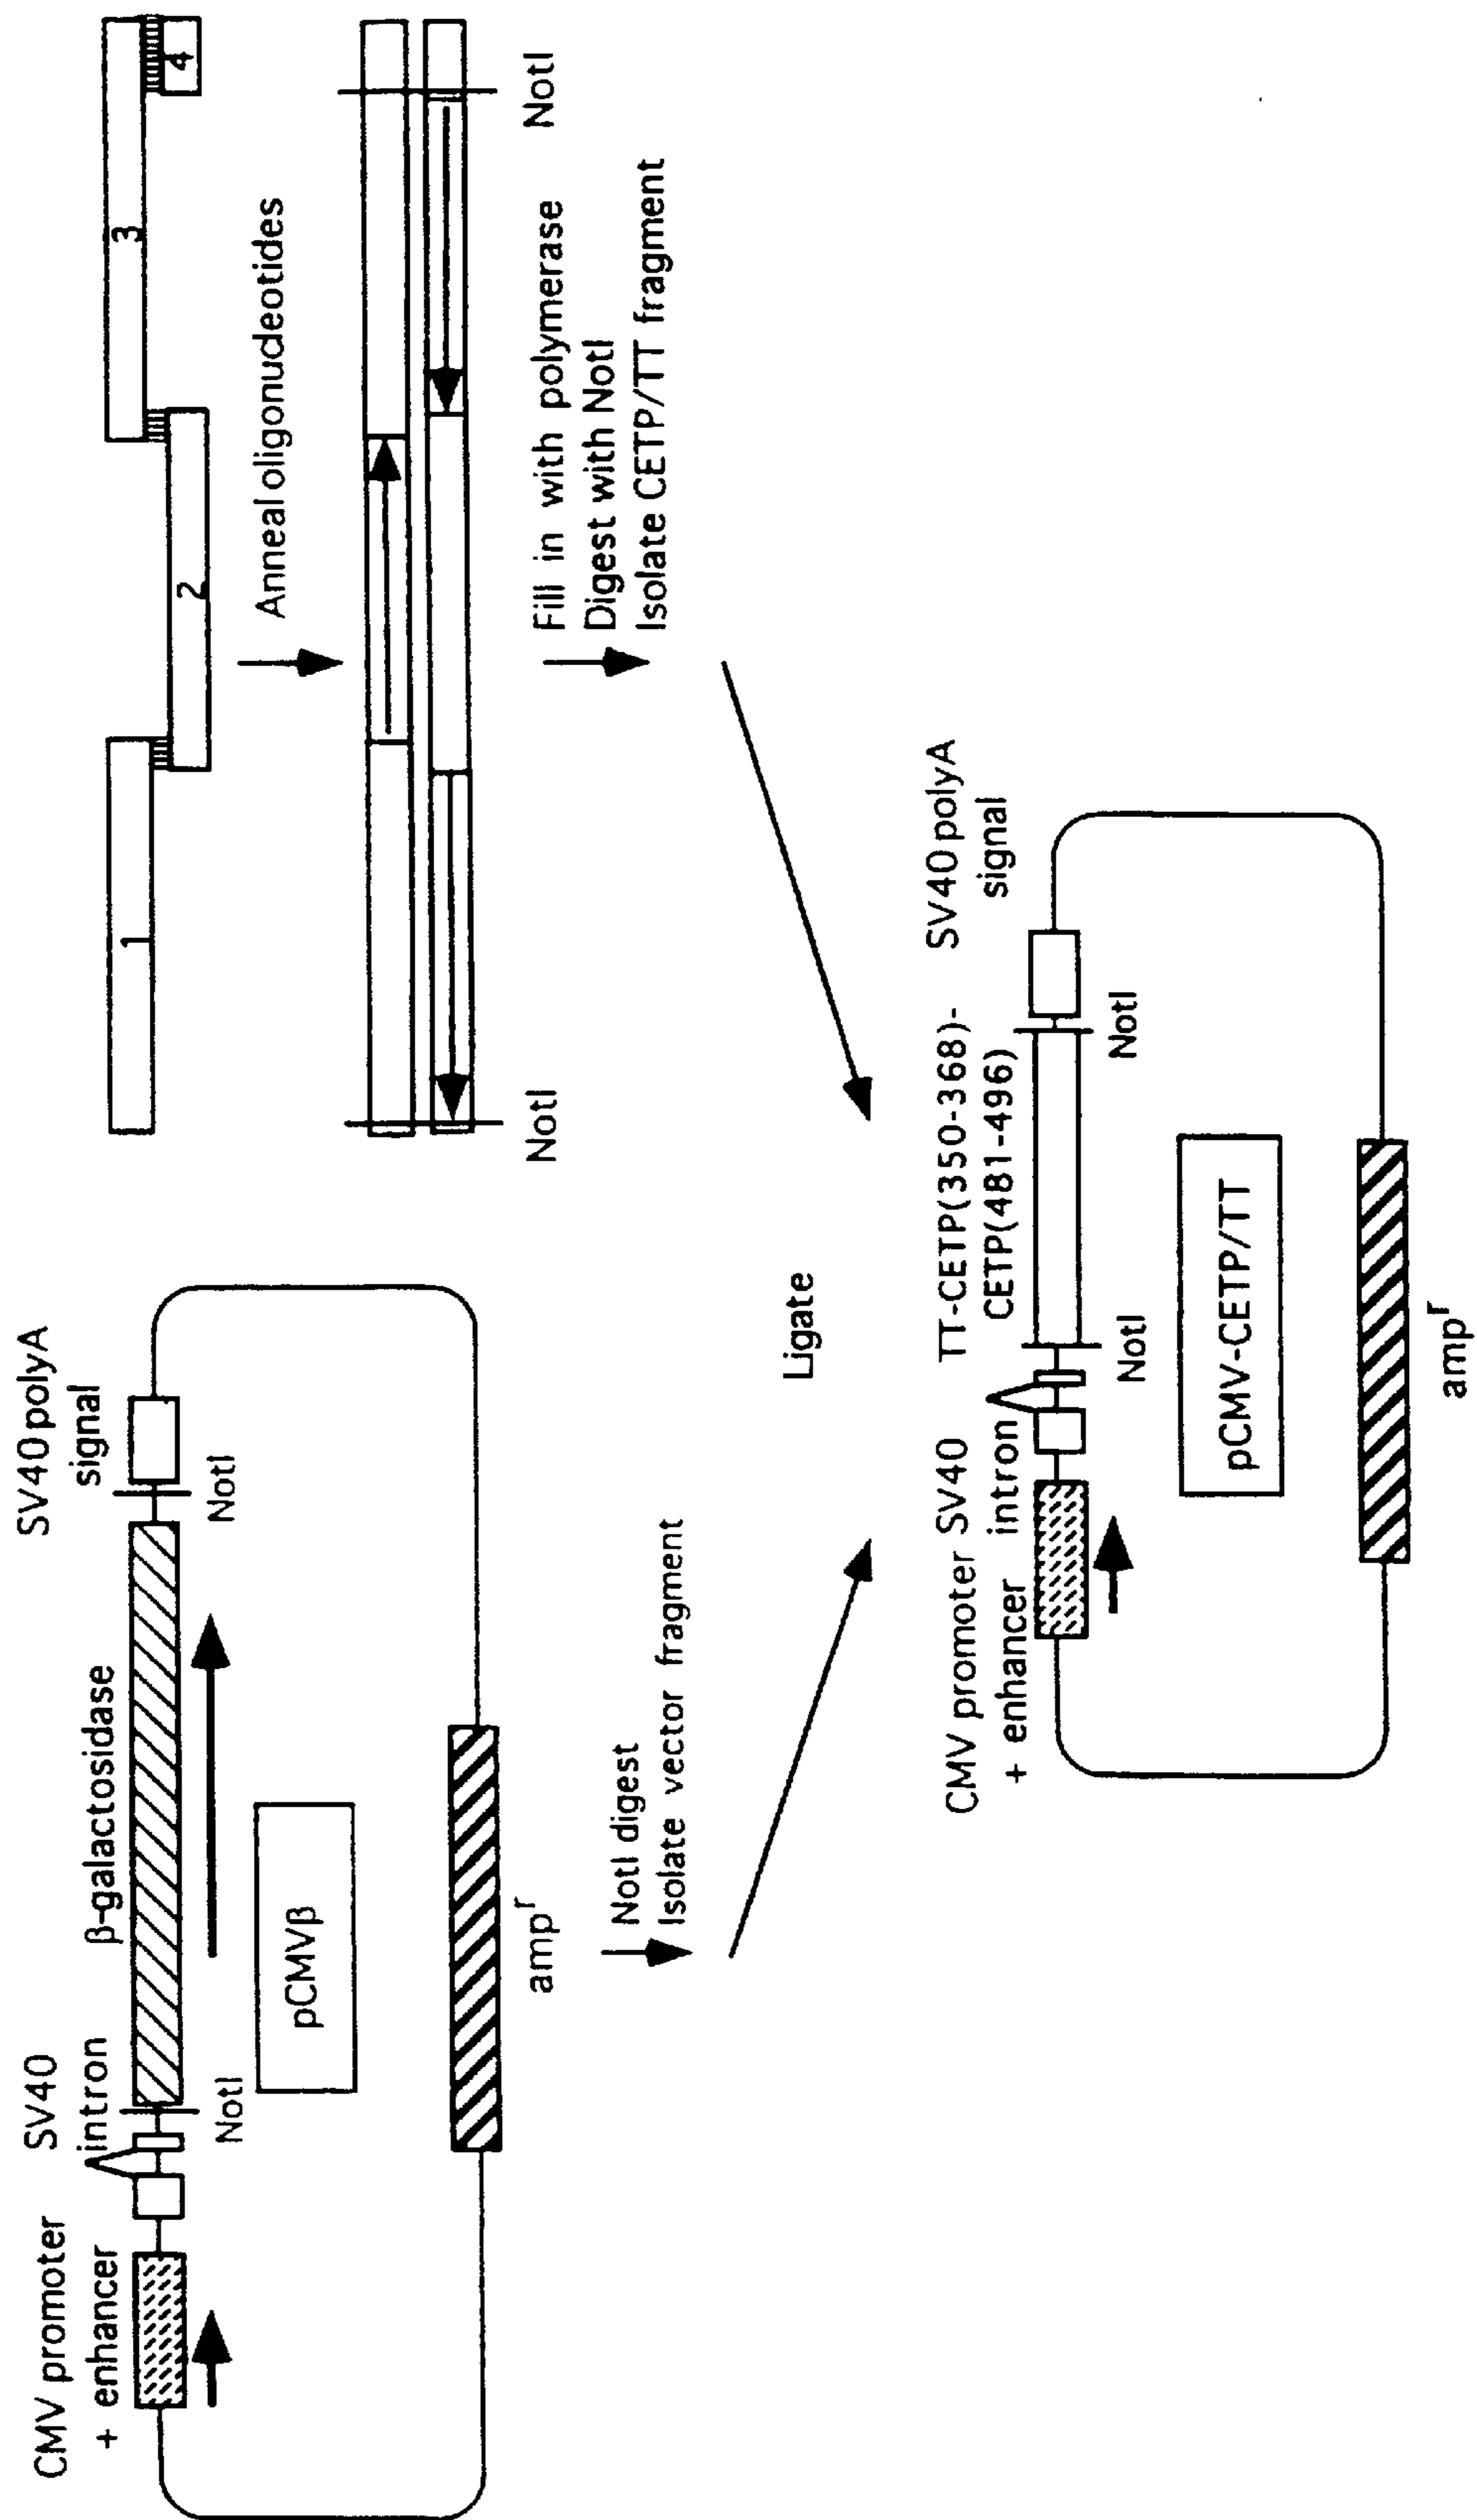 CMV promoter
+ enhancer
SV40
intron
β-galactosidase
SV40 polyA
signal
NotI
NotI
pCMVβ
amp^r
NotI digest
Isolate vector fragment
1
2
3
4
Anneal oligonucleotides
NotI
NotI
Fill in with polymerase
Digest with NotI
Isolate CETP/TT fragment
Ligate
CMV promoter
+ enhancer
SV40
intron
TT-CETP(350-368)-
CETP(481-496)
SV40 polyA
signal
NotI
NotI
pCMV-CETP/TT
amp^r